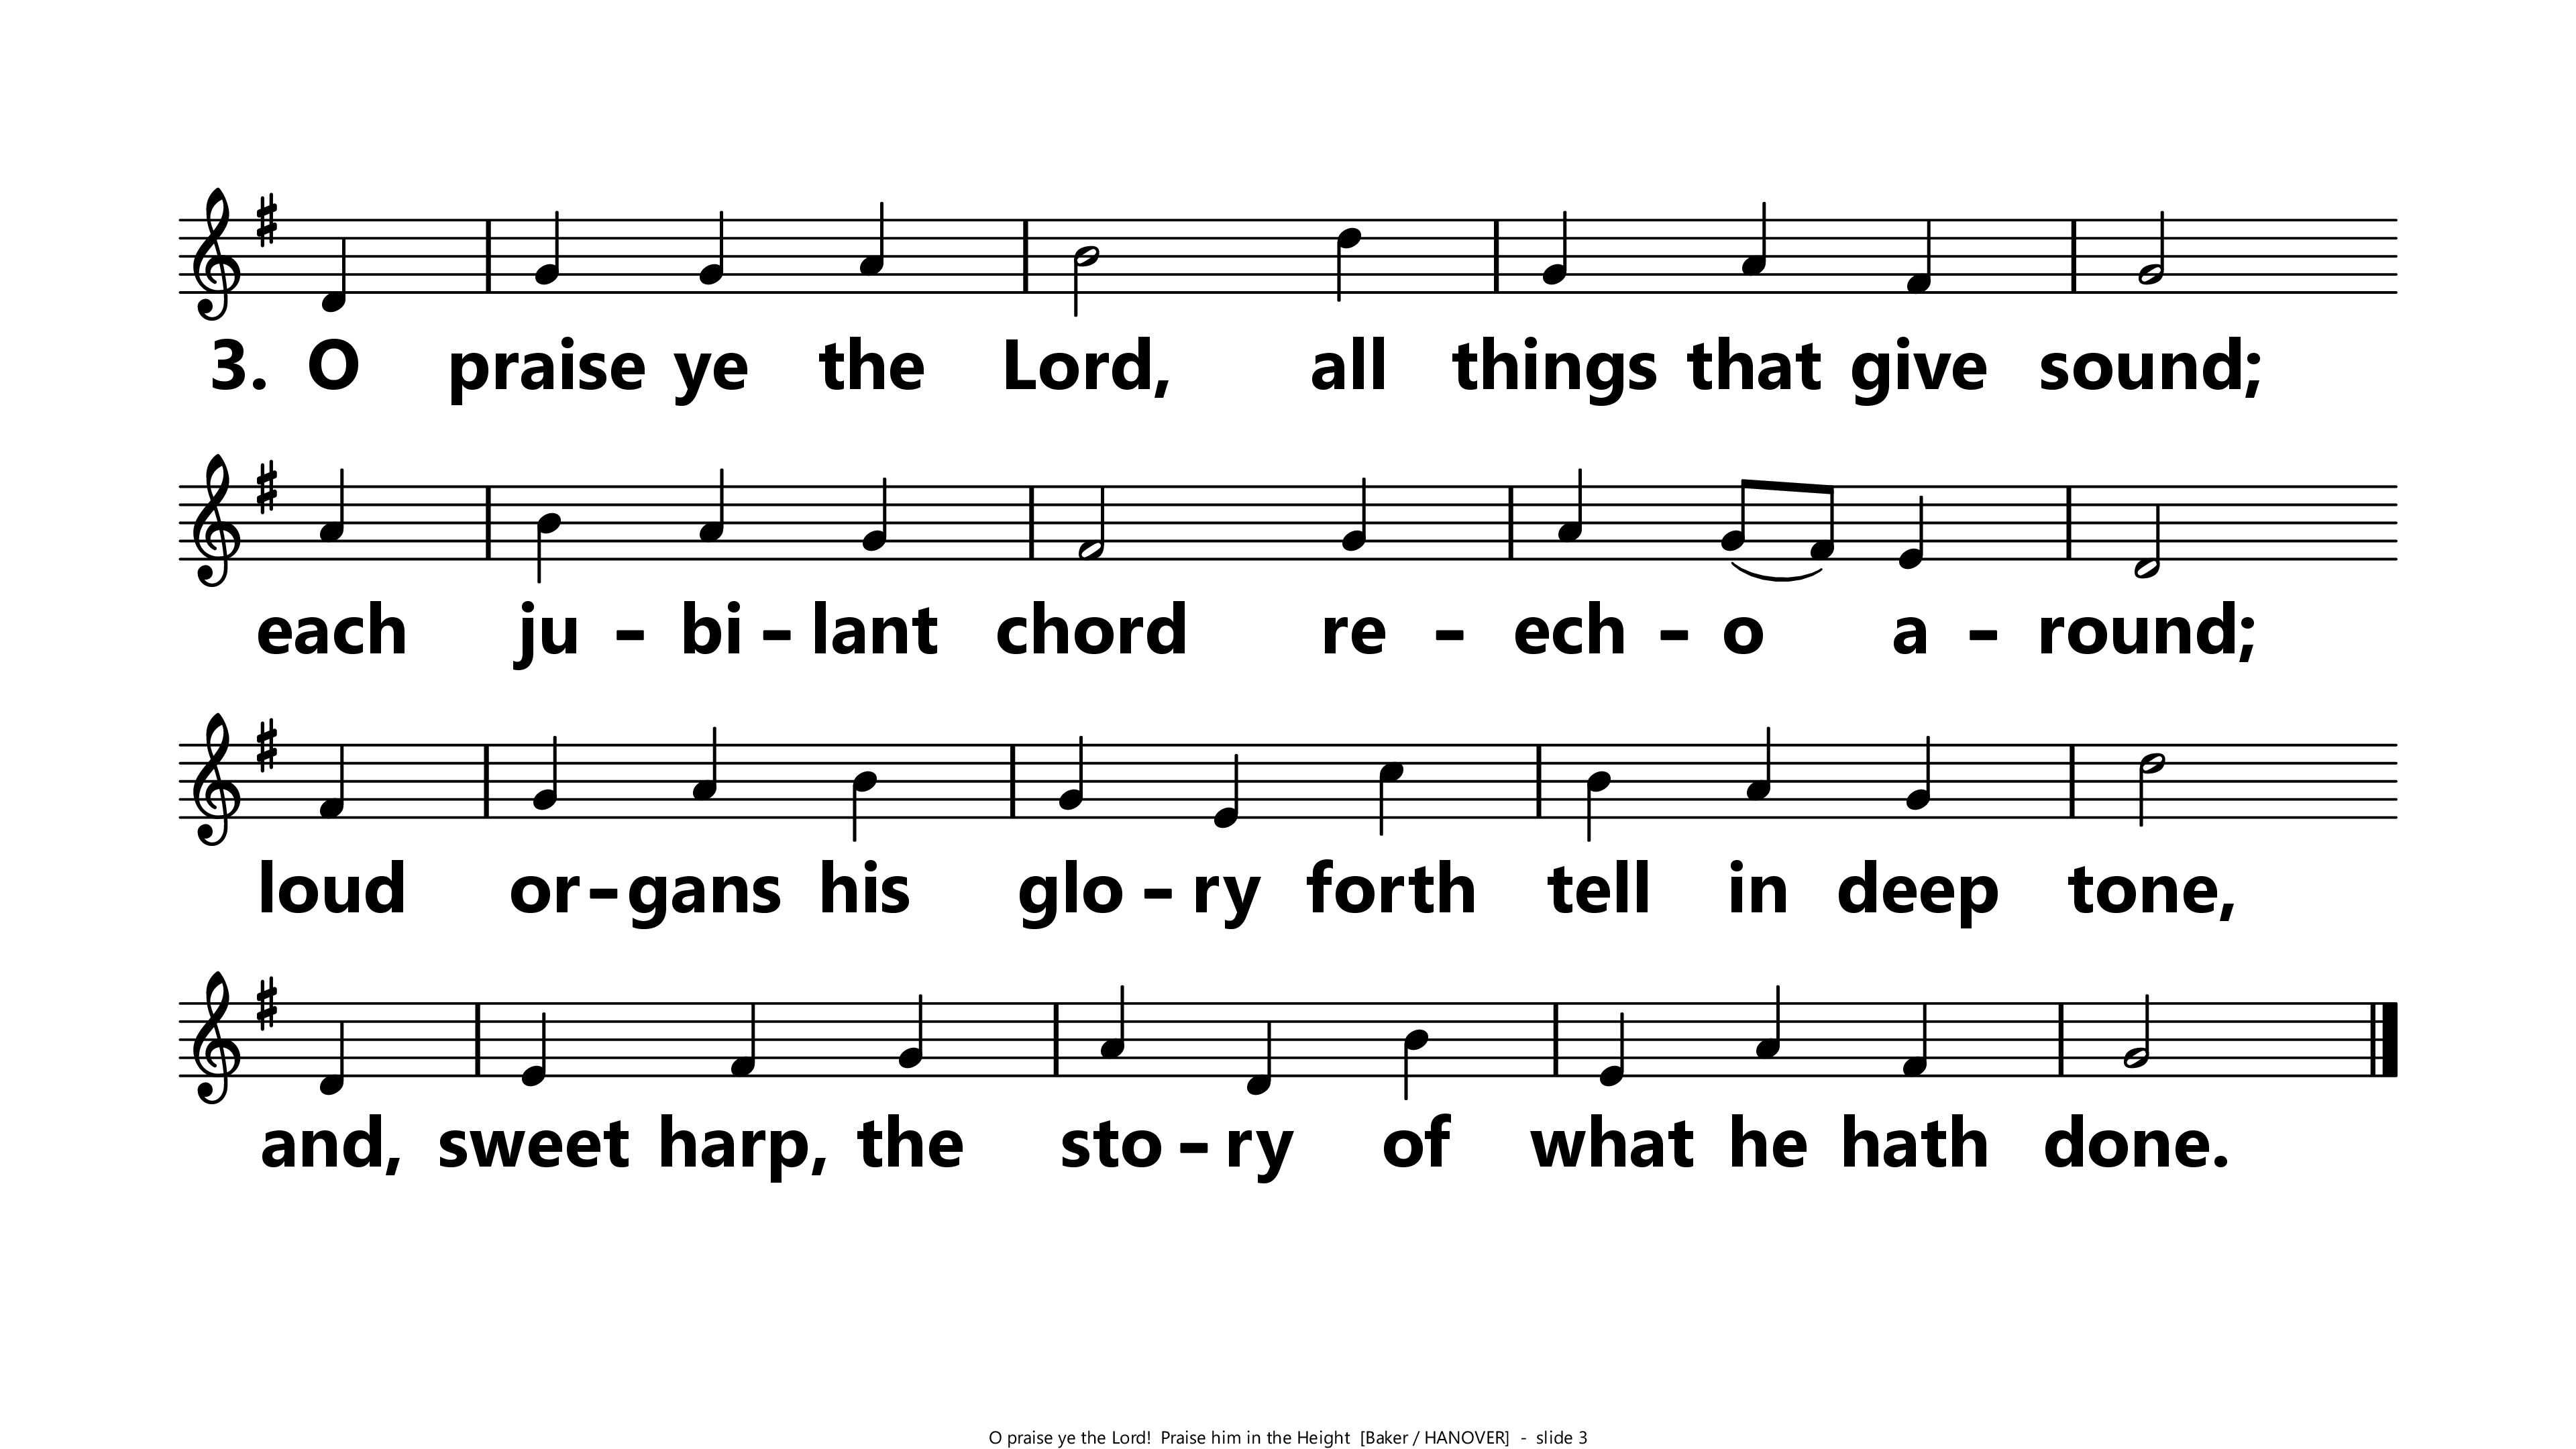 3. O praise ye the Lord, all things that give sound;
each ju - bi - lant chord re - ech - o a - round;
loud or - gans his glo - ry forth tell in deep tone,
and, sweet harp, the sto - ry of what he hath done.
O praise ye the Lord! Praise him in the Height [Baker / HANOVER] - slide 3